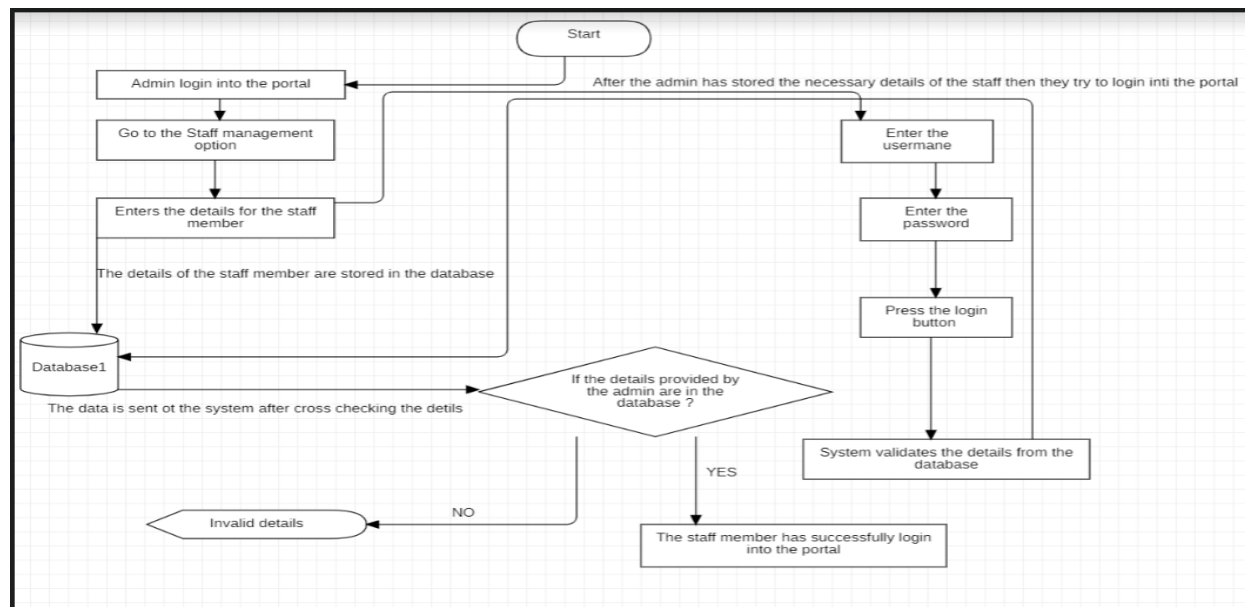 Start
Admin login into the portal
After the admin has stored the necessary details of the staff then they try to login inti the portal
Go to the Staff management
option
Enter the
usermane
Enters the details for the staff
member
Enter the
password
The details of the staff member are stored in the database
Press the login
button
Database1
If the details provided by
the admin are in the
database ?
The data is sent ot the system after cross checking the detils
System validates the details from the
database
YES
NO
Invalid details
The staff member has successfully login
into the portal